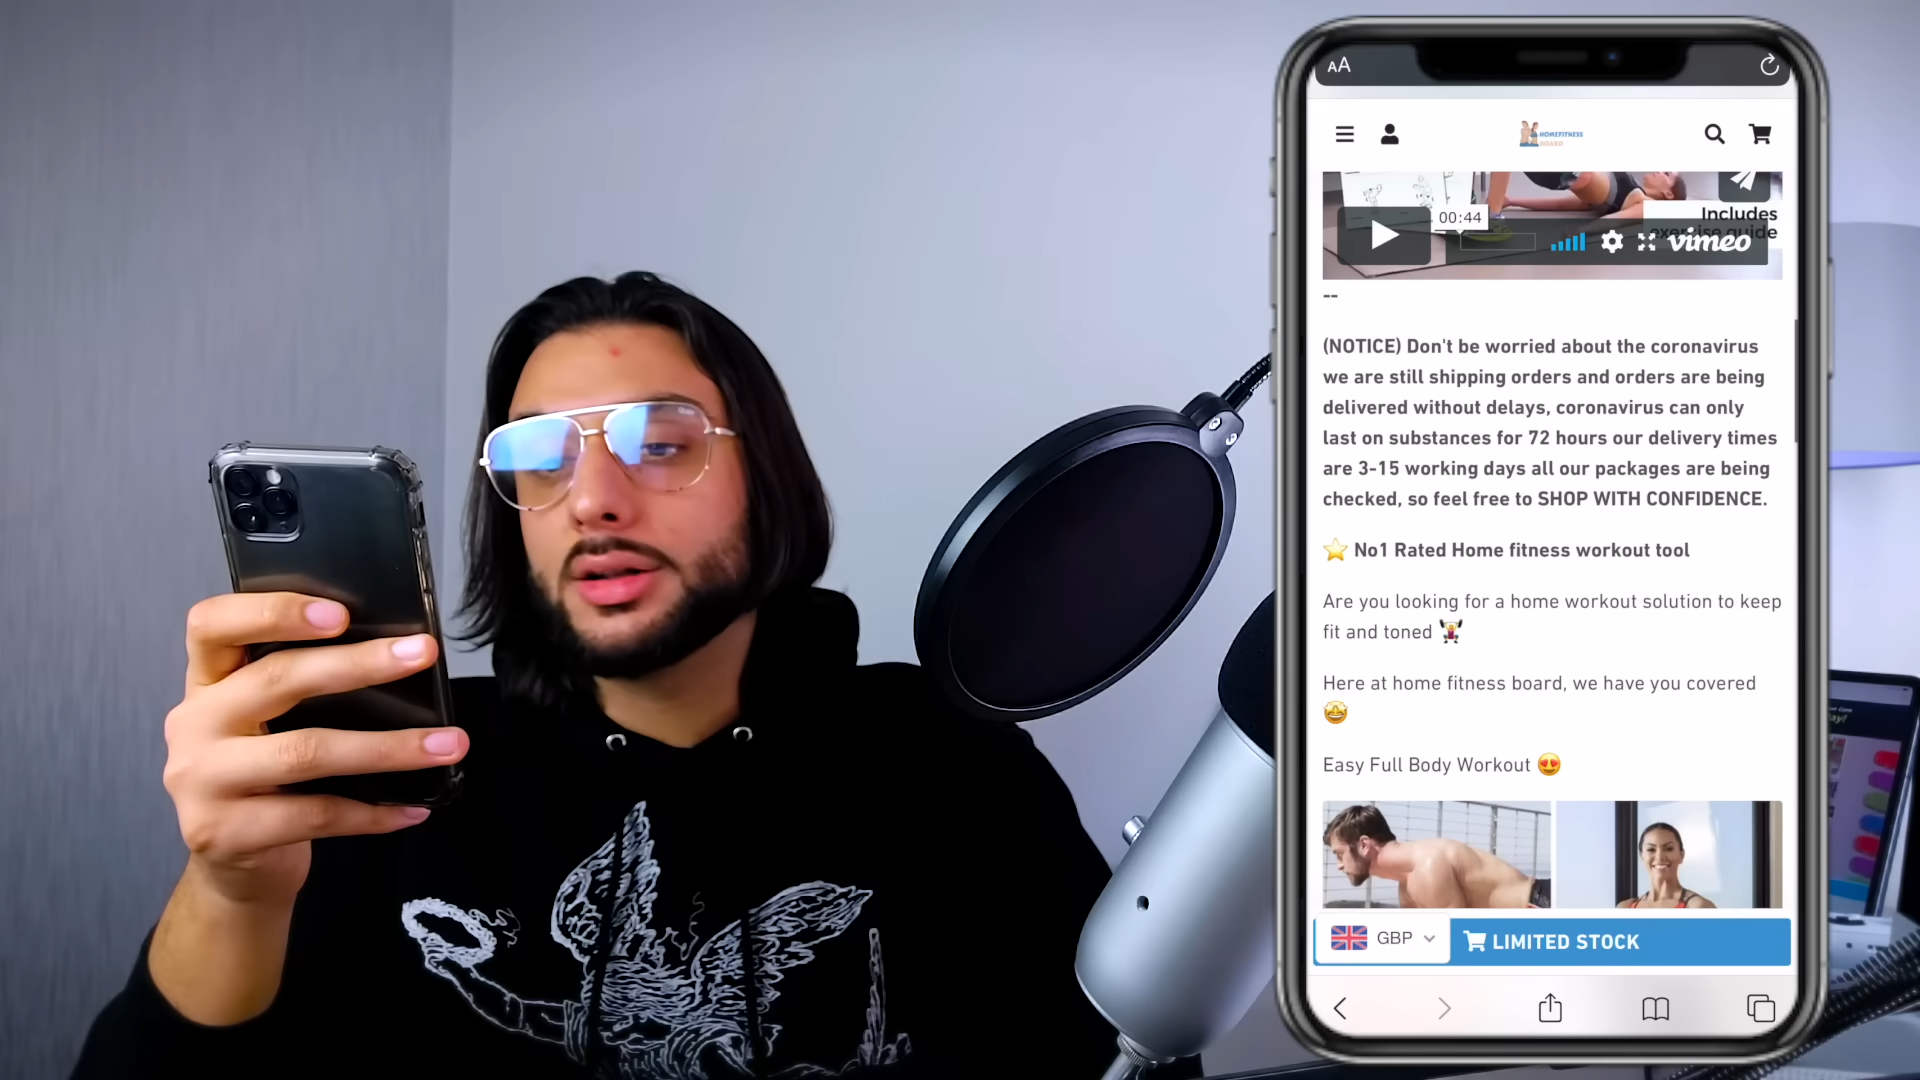 AA
HOMEFITNESS
BOARD
00:44
Includes
exercise guide
vimeo
--
(NOTICE) Don't be worried about the coronavirus
we are still shipping orders and orders are being
delivered without delays, coronavirus can only
last on substances for 72 hours our delivery times
are 3-15 working days all our packages are being
checked, so feel free to SHOP WITH CONFIDENCE.
⭐ No1 Rated Home fitness workout tool
Are you looking for a home workout solution to keep
fit and toned 🏋️‍♀️
Here at home fitness board, we have you covered
🤩
Easy Full Body Workout 😍
GBP
LIMITED STOCK